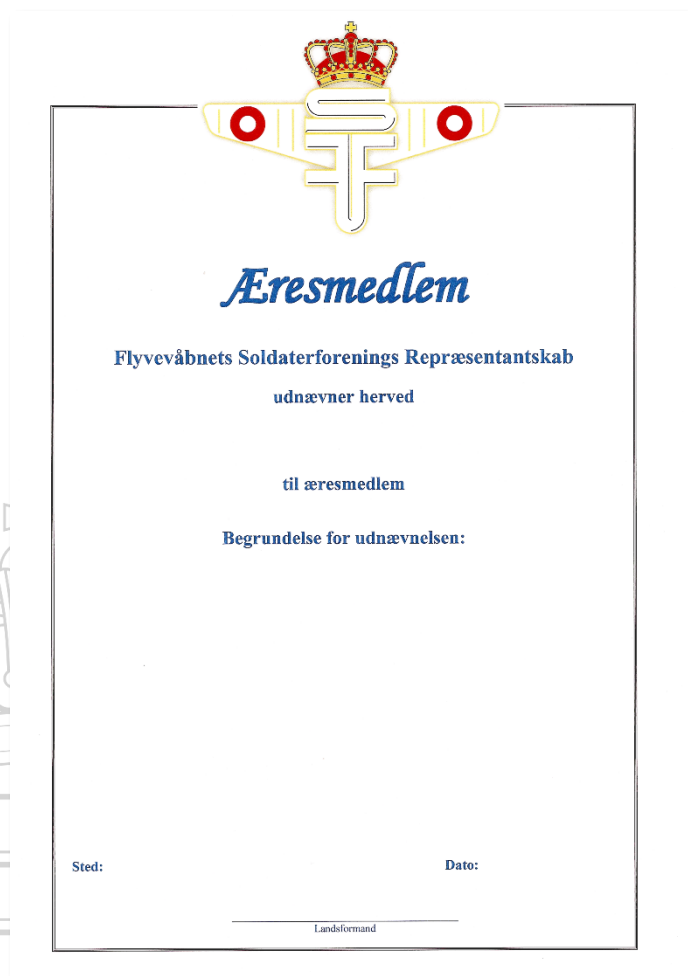 Æresmedlem
Flyvevåbnets Soldaterforenings Repræsentantskab
udnævner herved
til æresmedlem
Begrundelse for udnævnelsen:
Sted: Dato:
Landsformand